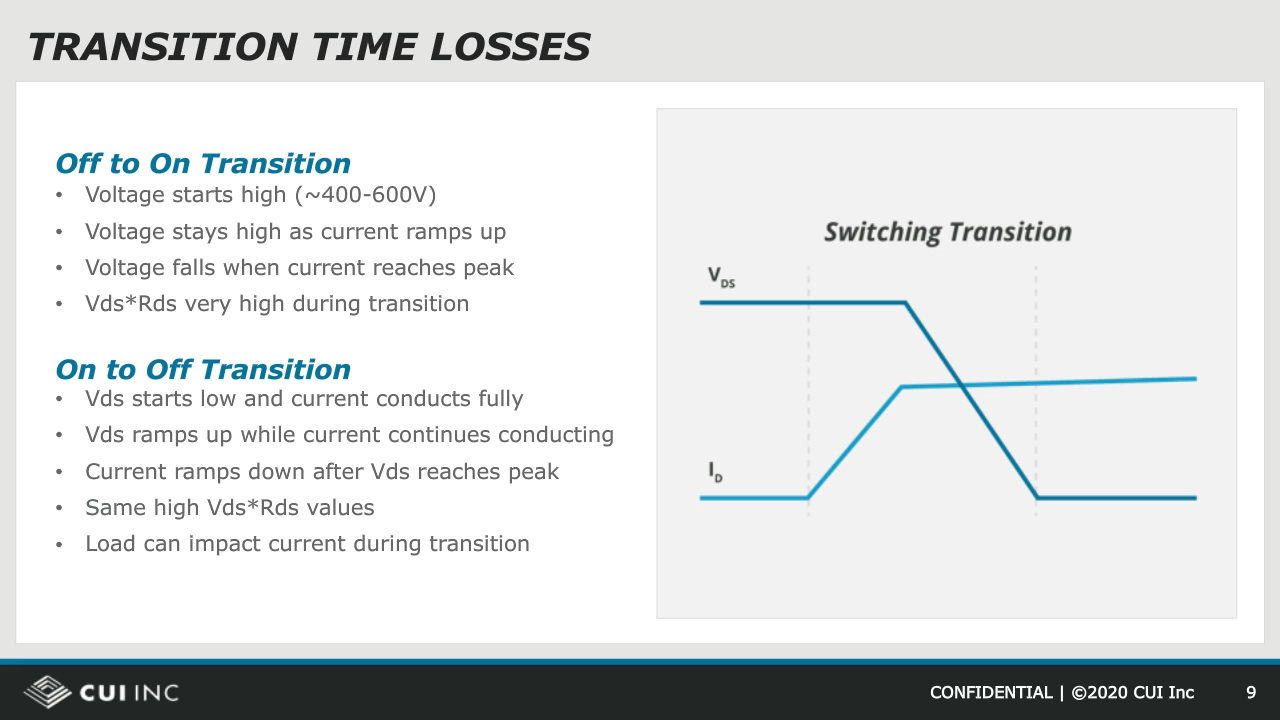 TRANSITION TIME LOSSES
Off to On Transition
• Voltage starts high (~400-600V)
• Voltage stays high as current ramps up
• Voltage falls when current reaches peak
• Vds*Rds very high during transition
On to Off Transition
• Vds starts low and current conducts fully
• Vds ramps up while current continues conducting
• Current ramps down after Vds reaches peak
• Same high Vds*Rds values
• Load can impact current during transition
Switching Transition
VDS
ID
CUI INC
CONFIDENTIAL | ©2020 CUI Inc 9